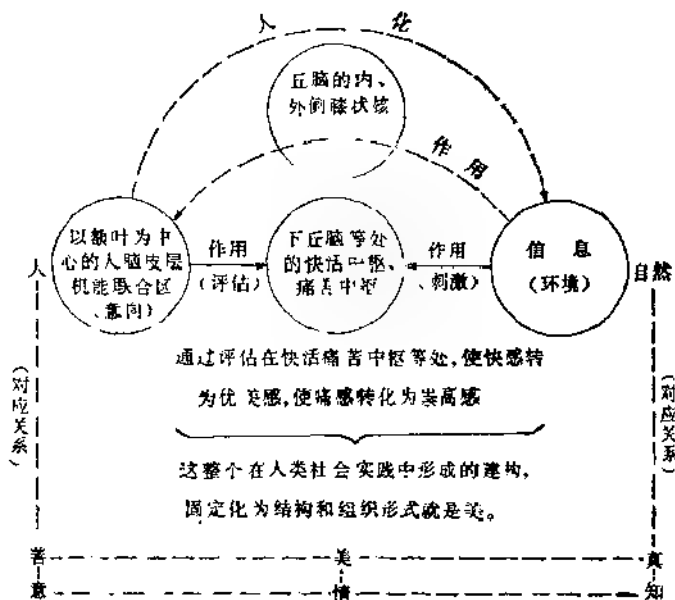 人 化
丘脑的内、
外侧膝状核
作用
以额叶为中
心的人脑皮层
机能联合区
(意向)
作用
(评估)
下丘脑等处
的快活中枢、
痛苦中枢
作用
(刺激)
信 息
(环境)
人
自然
(对应关系)
(对应关系)
通过评估在快活痛苦中枢等处,使快感转
为优美感,使痛感转化为崇高感
这整个在人类社会实践中形成的建构,
固定化为结构和组织形式就是美。
善 美 真
意 情 知